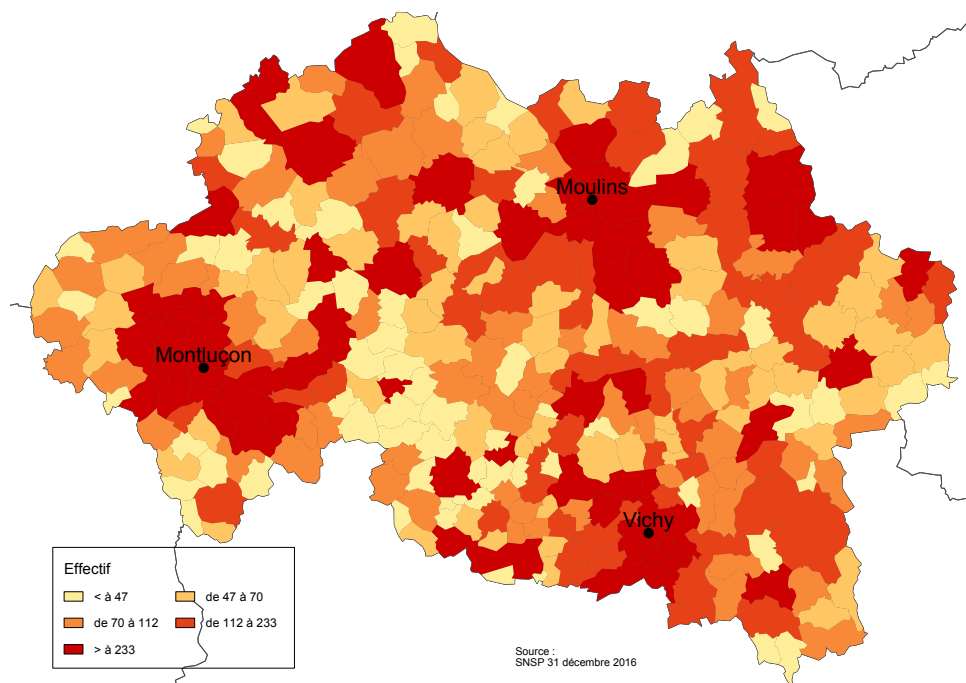 Moulins
Montluçon
Vichy
Effectif
< à 47
de 47 à 70
de 70 à 112
de 112 à 233
> à 233
Source :
SNSP 31 décembre 2016